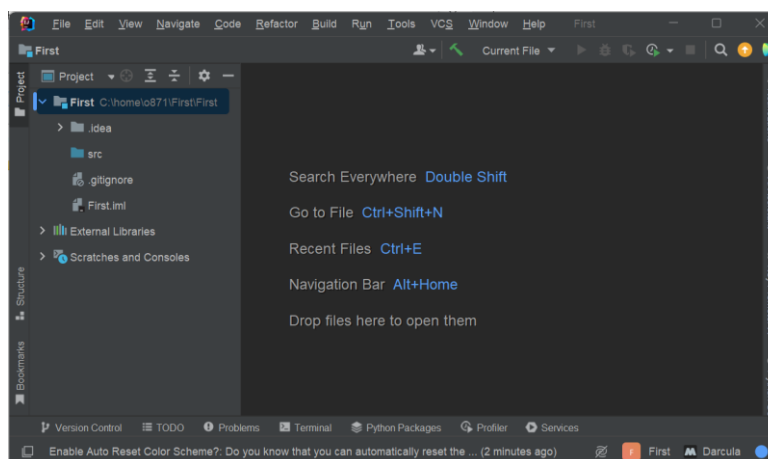 File Edit View Navigate Code Refactor Build Run Tools VCS Window Help First
First Current File
Project
Project
First C:\home\o871\First\First
.idea
src
.gitignore
First.iml
External Libraries
Scratches and Consoles
Structure
Bookmarks
Search Everywhere Double Shift
Go to File Ctrl+Shift+N
Recent Files Ctrl+E
Navigation Bar Alt+Home
Drop files here to open them
Version Control TODO Problems Terminal Python Packages Profiler Services
Enable Auto Reset Color Scheme?: Do you know that you can automatically reset the ... (2 minutes ago) F First Darcula